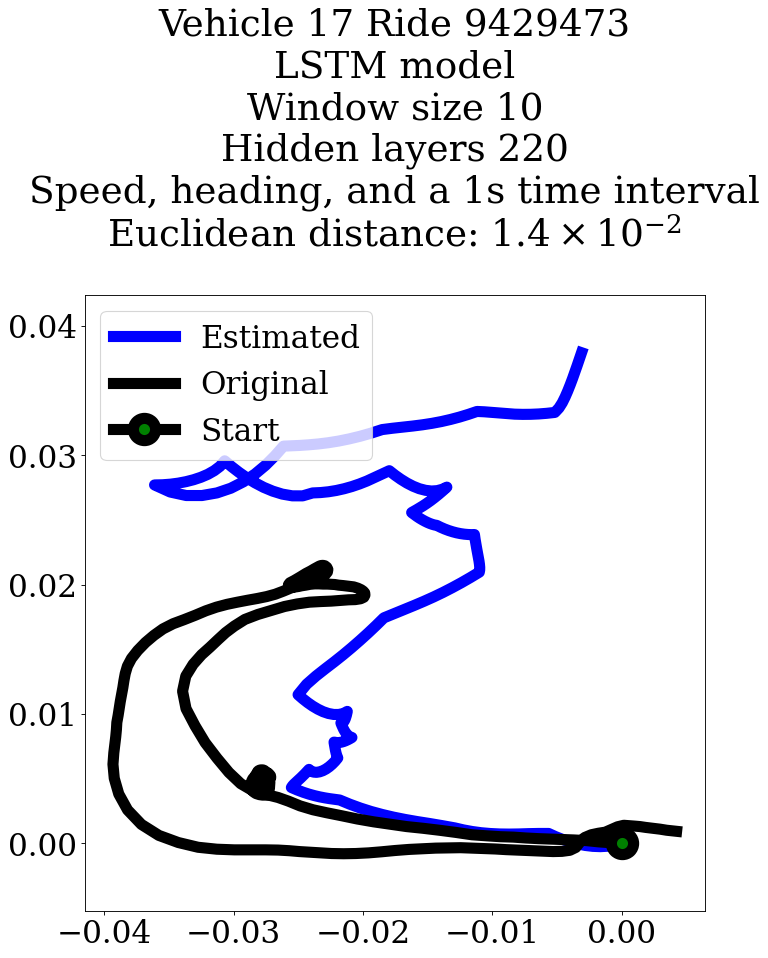 Vehicle 17 Ride 9429473
LSTM model
Window size 10
Hidden layers 220
Speed, heading, and a 1s time interval
Euclidean distance: 1.4 × 10⁻²
Estimated
Original
Start
0.04
0.03
0.02
0.01
0.00
−0.04 −0.03 −0.02 −0.01 0.00